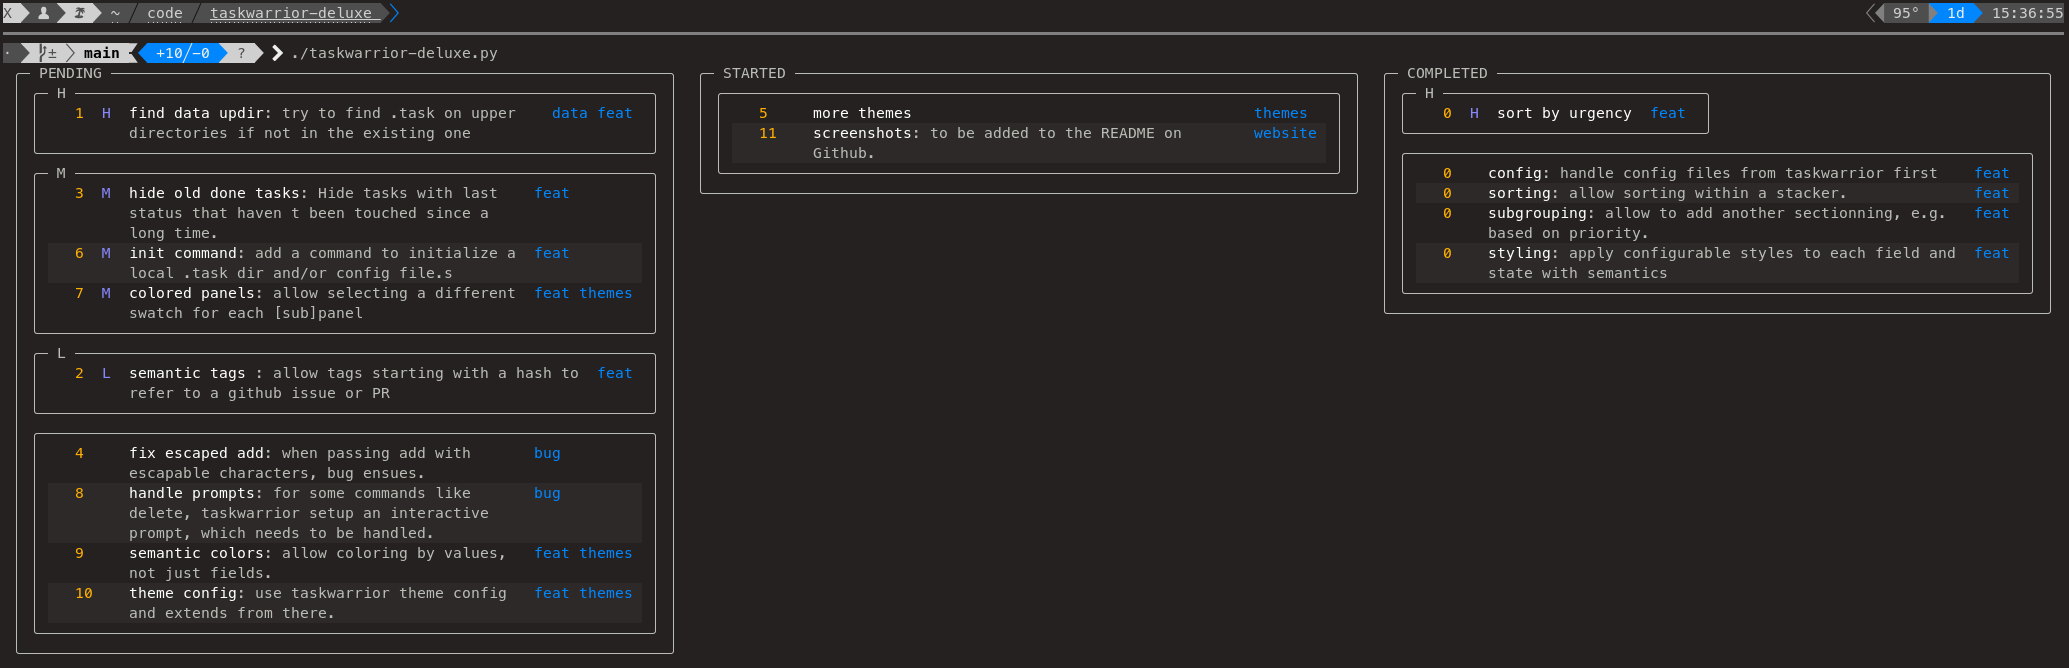 X ~ code taskwarrior-deluxe 95° 1d 15:36:55
± main +10/-0 ? ./taskwarrior-deluxe.py
PENDING
H
1 H find data updir: try to find .task on upper data feat
directories if not in the existing one
M
3 M hide old done tasks: Hide tasks with last feat
status that haven t been touched since a
long time.
6 M init command: add a command to initialize a feat
local .task dir and/or config file.s
7 M colored panels: allow selecting a different feat themes
swatch for each [sub]panel
L
2 L semantic tags : allow tags starting with a hash to feat
refer to a github issue or PR
4 fix escaped add: when passing add with bug
escapable characters, bug ensues.
8 handle prompts: for some commands like bug
delete, taskwarrior setup an interactive
prompt, which needs to be handled.
9 semantic colors: allow coloring by values, feat themes
not just fields.
10 theme config: use taskwarrior theme config feat themes
and extends from there.
STARTED
5 more themes themes
11 screenshots: to be added to the README on website
Github.
COMPLETED
H
0 H sort by urgency feat
0 config: handle config files from taskwarrior first feat
0 sorting: allow sorting within a stacker. feat
0 subgrouping: allow to add another sectionning, e.g. feat
based on priority.
0 styling: apply configurable styles to each field and feat
state with semantics